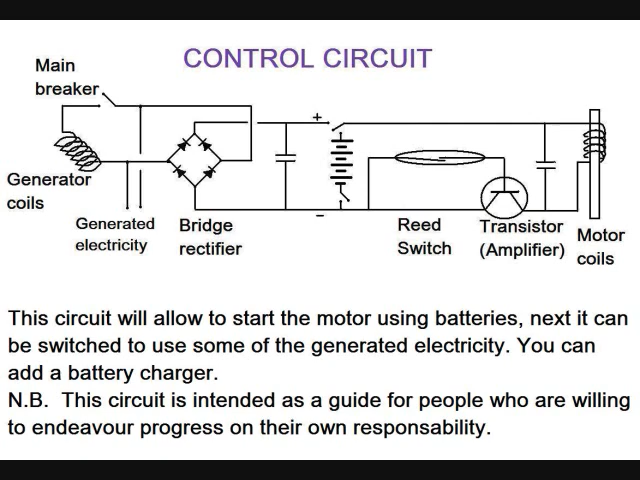 CONTROL CIRCUIT
Main
breaker
+
Generator
coils
Generated
electricity
Bridge
rectifier
–
Reed
Switch
Transistor
(Amplifier)
Motor
coils
This circuit will allow to start the motor using batteries, next it can
be switched to use some of the generated electricity. You can
add a battery charger.
N.B.  This circuit is intended as a guide for people who are willing
to endeavour progress on their own responsability.